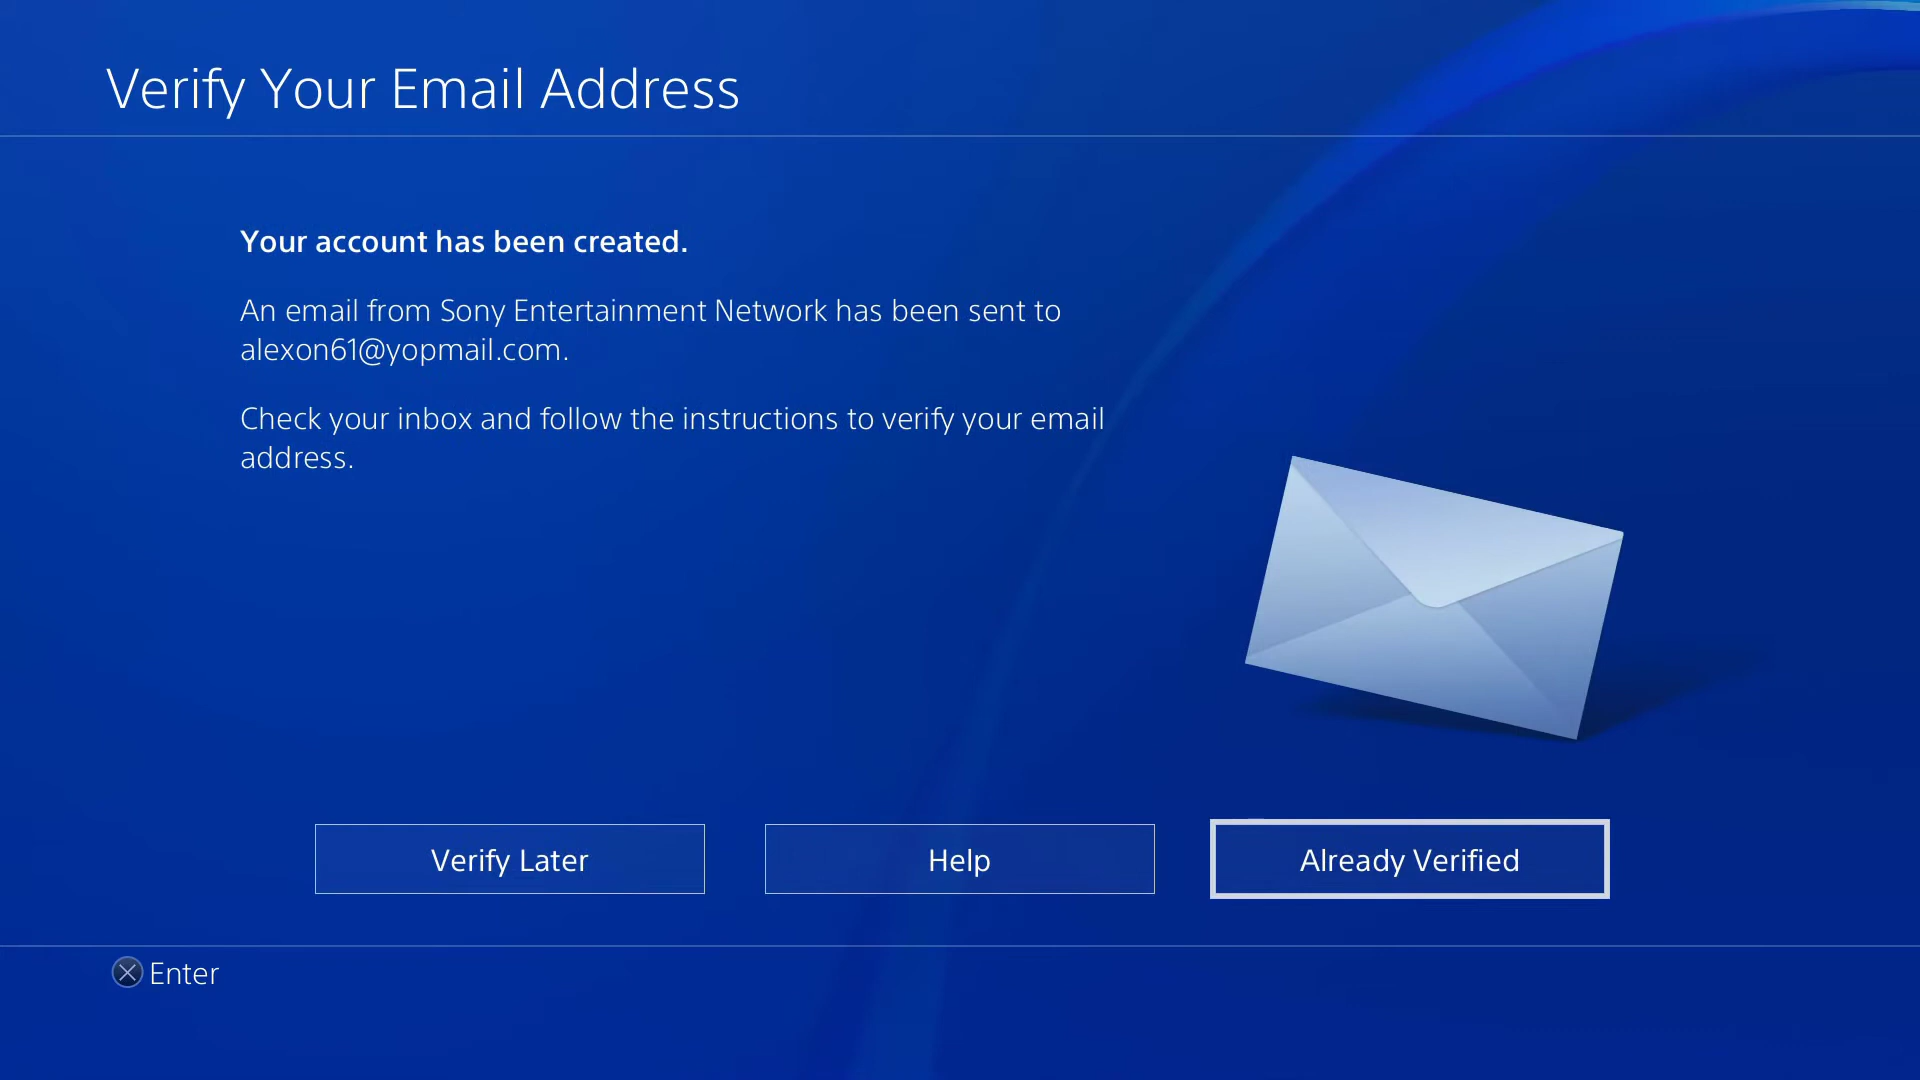 Verify Your Email Address
Your account has been created.
An email from Sony Entertainment Network has been sent to
alexon61@yopmail.com.
Check your inbox and follow the instructions to verify your email
address.
Verify Later
Help
Already Verified
Enter